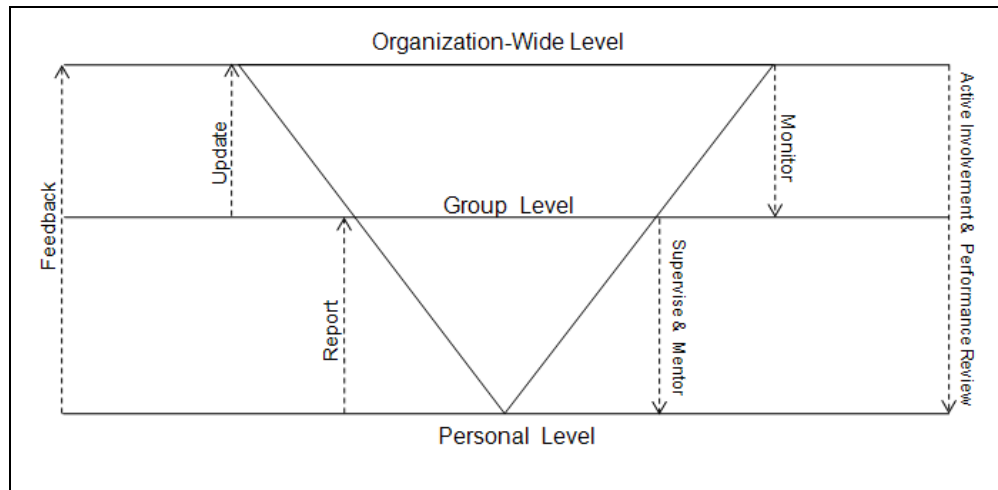 Organization-Wide Level
Feedback
Update
Monitor
Active Involvement & Performance Review
Group Level
Report
Supervise & Mentor
Personal Level